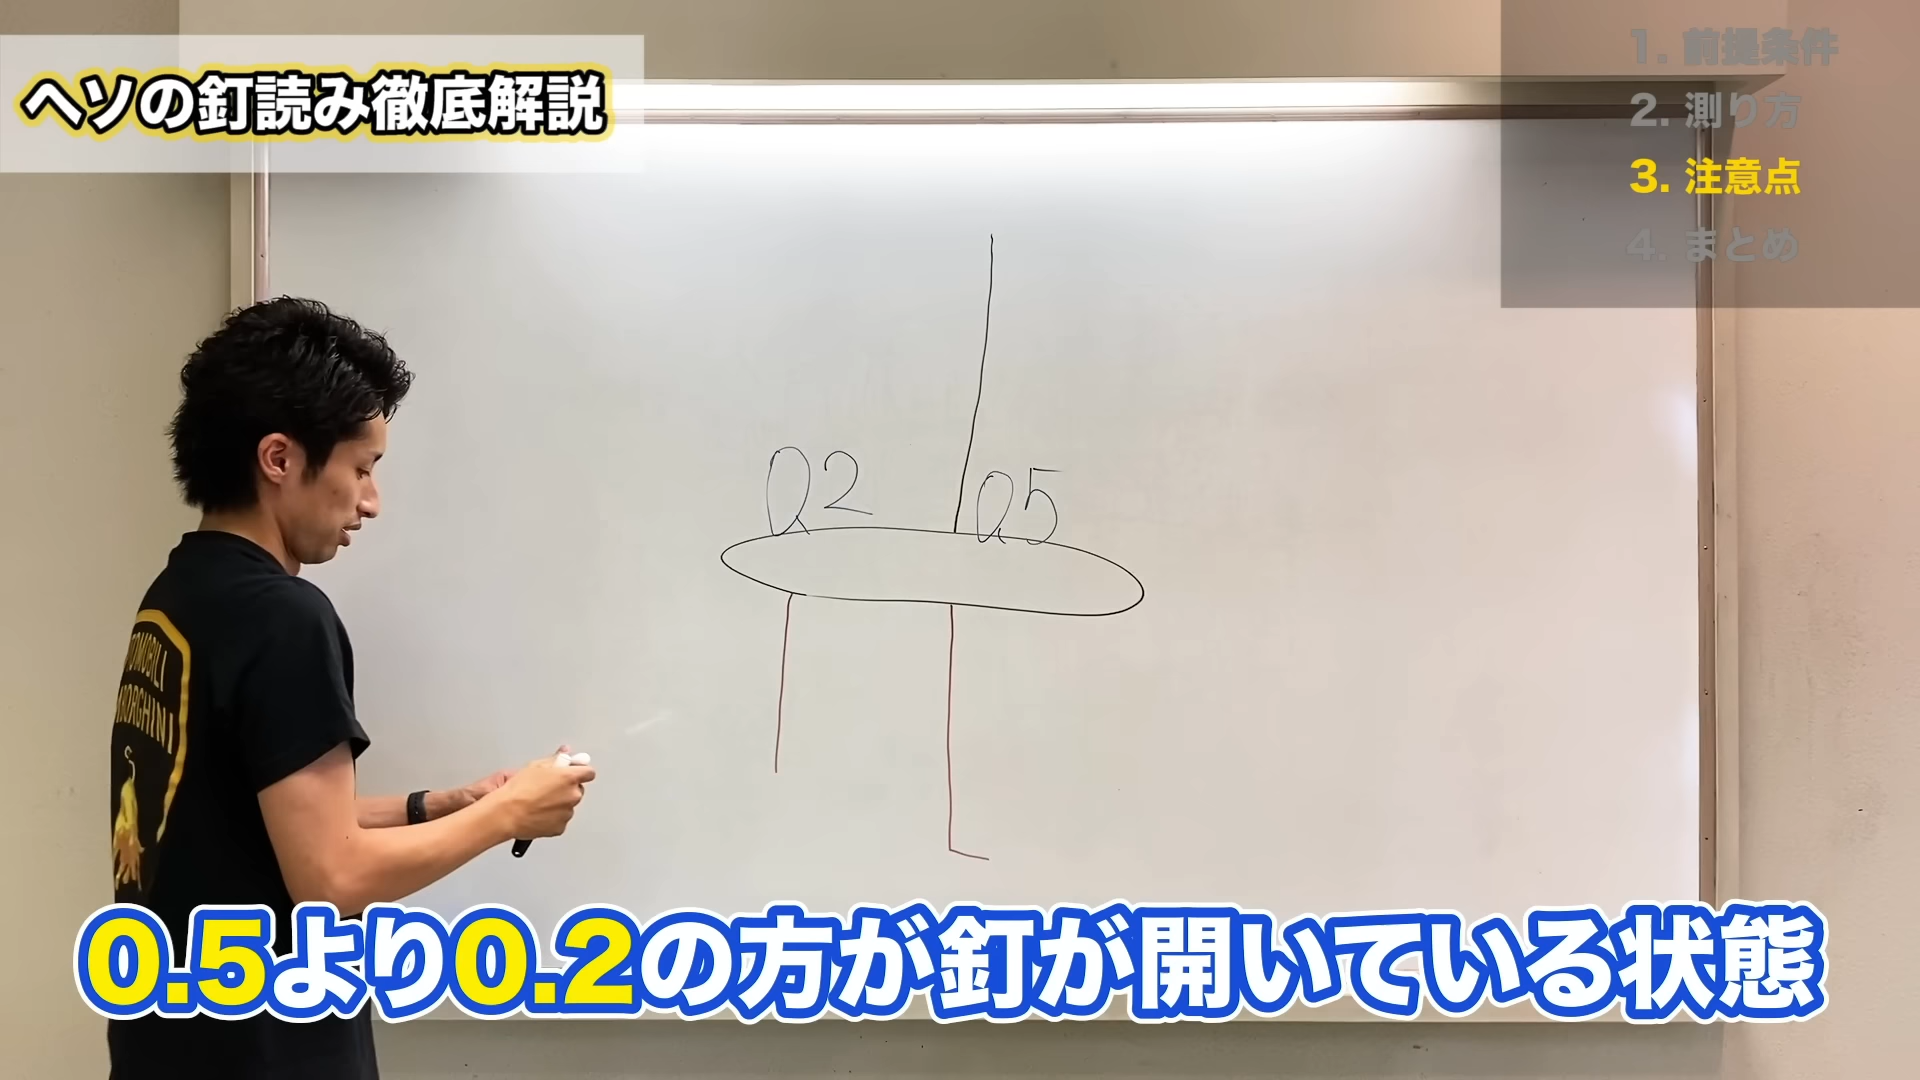 ヘソの釘読み徹底解説
1. 前提条件
2. 測り方
3. 注意点
4. まとめ
0.2
0.5
TOMOBILI
MBORGHINI
0.5より0.2の方が釘が開いている状態